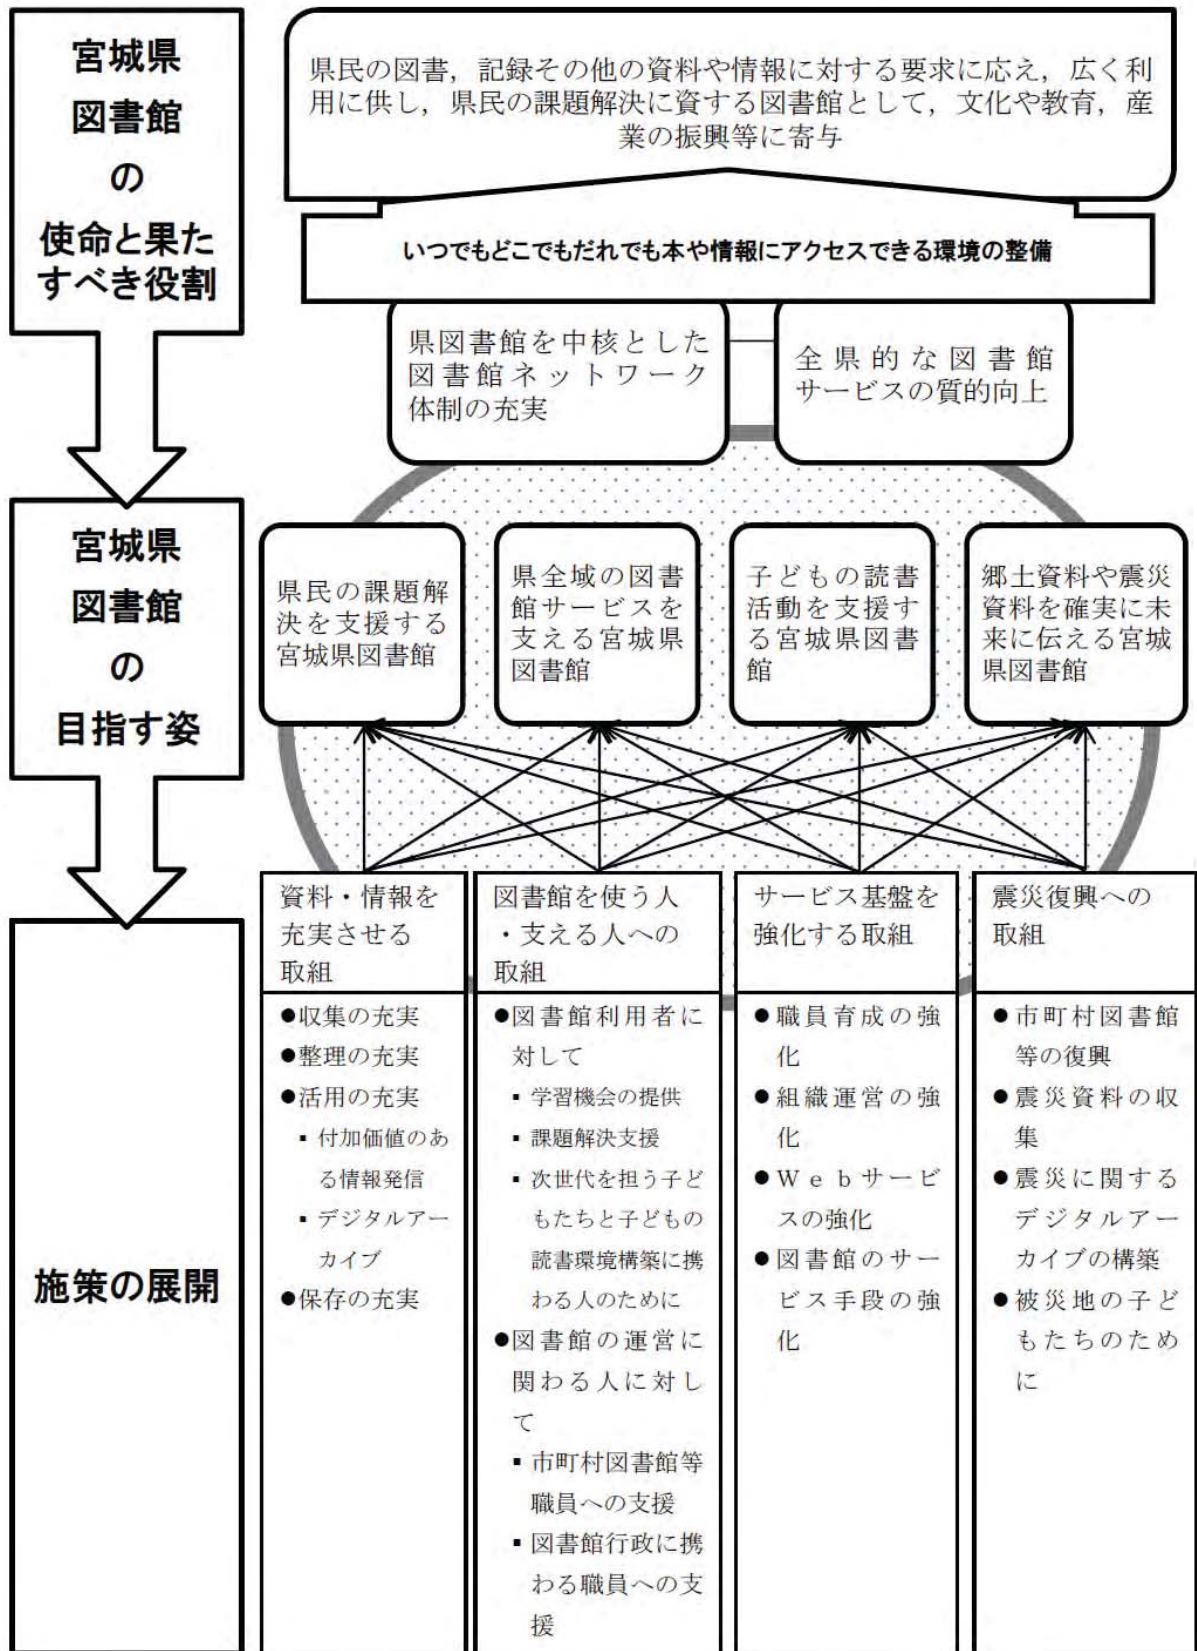 宮城県
図書館
の
使命と果た
すべき役割
県民の図書，記録その他の資料や情報に対する要求に応え，広く利
用に供し，県民の課題解決に資する図書館として，文化や教育，産
業の振興等に寄与
いつでもどこでもだれでも本や情報にアクセスできる環境の整備
県図書館を中核とした
図書館ネットワーク
体制の充実
全県的な図書館
サービスの質的向上
宮城県
図書館
の
目指す姿
県民の課題解
決を支援する
宮城県図書館
県全域の図書
館サービスを
支える宮城県
図書館
子どもの読書
活動を支援す
る宮城県図書
館
郷土資料や震災
資料を確実に未
来に伝える宮城
県図書館
施策の展開
資料・情報を
充実させる
取組
●収集の充実
●整理の充実
●活用の充実
▪ 付加価値のあ
る情報発信
▪ デジタルアー
カイブ
●保存の充実
図書館を使う人
・支える人への
取組
●図書館利用者に
対して
▪ 学習機会の提供
▪ 課題解決支援
▪ 次世代を担う子ど
もたちと子どもの
読書環境構築に携
わる人のために
●図書館の運営に
関わる人に対し
て
▪ 市町村図書館等
職員への支援
▪ 図書館行政に携
わる職員への支
援
サービス基盤を
強化する取組
●職員育成の強
化
●組織運営の強
化
●Ｗｅｂサービ
スの強化
●図書館のサー
ビス手段の強
化
震災復興への
取組
●市町村図書館
等の復興
●震災資料の収
集
●震災に関する
デジタルアー
カイブの構築
●被災地の子ど
もたちのため
に